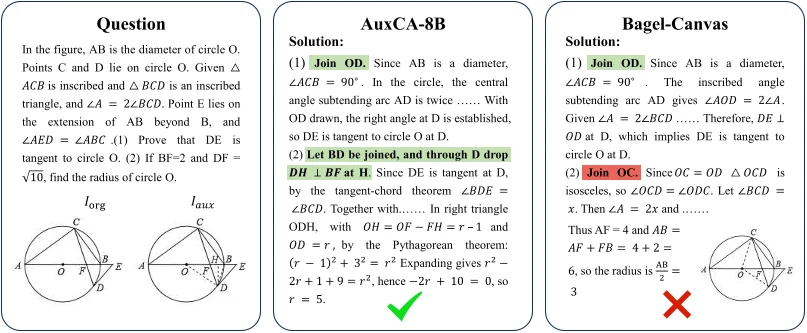 Question
In the figure, AB is the diameter of circle O.
Points C and D lie on circle O. Given △
ACB is inscribed and △ BCD is an inscribed
triangle, and ∠A = 2∠BCD. Point E lies on
the extension of AB beyond B, and
∠AED = ∠ABC .(1) Prove that DE is
tangent to circle O. (2) If BF=2 and DF =
√10, find the radius of circle O.
I_org I_aux
C
A
O
F
B
E
D
C
A
O
F
H
B
E
D
AuxCA-8B
Solution:
(1) Join OD. Since AB is a diameter,
∠ACB = 90°. In the circle, the central
angle subtending arc AD is twice …… With
OD drawn, the right angle at D is established,
so DE is tangent to circle O at D.
(2) Let BD be joined, and through D drop
DH ⊥ BF at H. Since DE is tangent at D,
by the tangent-chord theorem ∠BDE =
∠BCD. Together with……. In right triangle
ODH, with OH = OF − FH = r − 1 and
OD = r, by the Pythagorean theorem:
(r − 1)² + 3² = r² Expanding gives r² −
2r + 1 + 9 = r², hence −2r + 10 = 0, so
r = 5.
Bagel-Canvas
Solution:
(1) Join OD. Since AB is a diameter,
∠ACB = 90° . The inscribed angle
subtending arc AD gives ∠AOD = 2∠A.
Given ∠A = 2∠BCD …… Therefore, DE ⊥
OD at D, which implies DE is tangent to
circle O at D.
(2) Join OC. Since OC = OD △ OCD is
isosceles, so ∠OCD = ∠ODC. Let ∠BCD =
x. Then ∠A = 2x and …….
Thus AF = 4 and AB =
AF + FB = 4 + 2 =
6, so the radius is AB/2 =
3
C
A
O
F
B
E
D